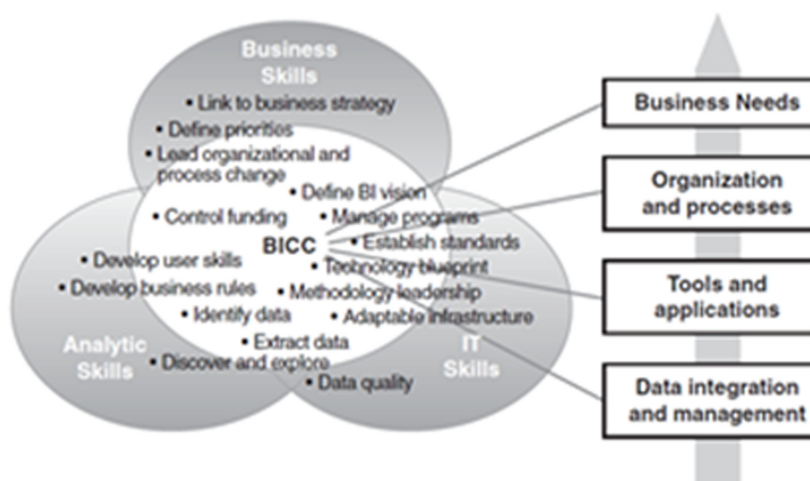 Business
Skills
• Link to business strategy
• Define priorities
• Lead organizational and
process change
• Define BI vision
• Control funding
• Manage programs
BICC
• Establish standards
• Develop user skills
• Technology blueprint
• Develop business rules
• Methodology leadership
• Identify data
• Adaptable infrastructure
• Extract data
Analytic
Skills
• Discover and explore
IT
Skills
• Data quality
Business Needs
Organization
and processes
Tools and
applications
Data integration
and management